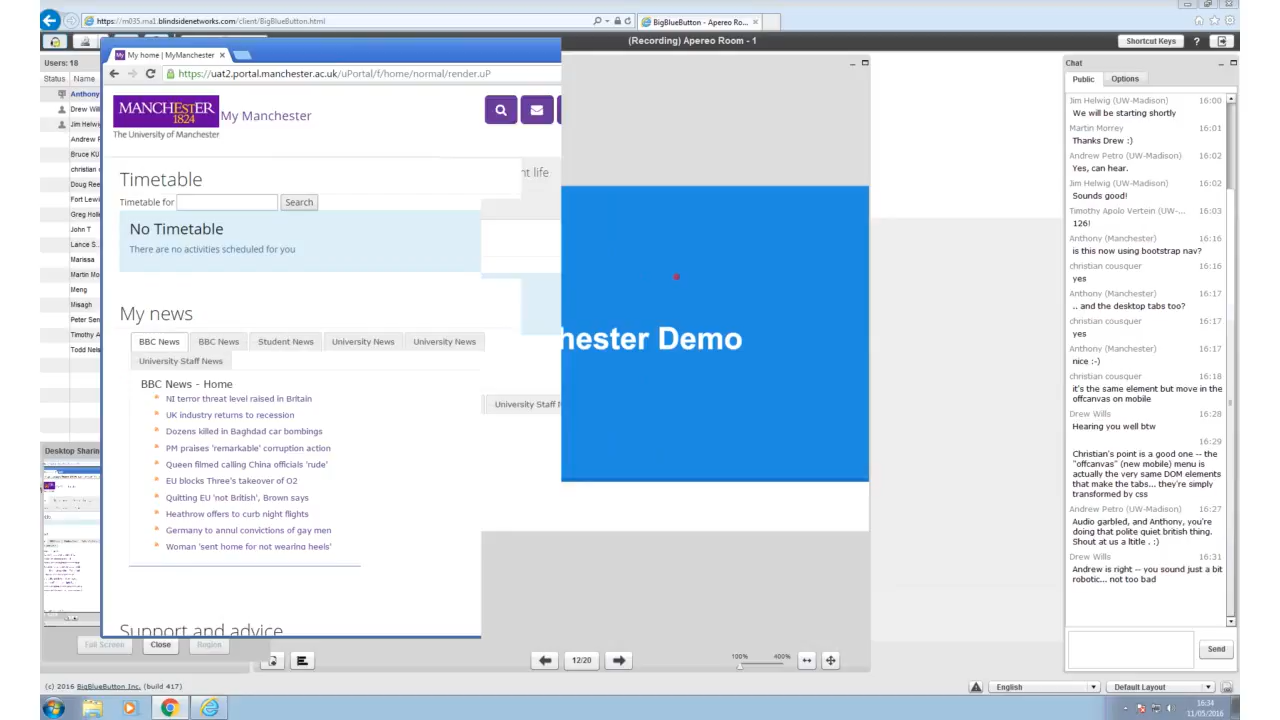 https://m035.ma1.blindsidenetworks.com/client/BigBlueButton.html
BigBlueButton - Apereo Ro...
(Recording) Apereo Room - 1
Shortcut Keys
?
Users: 18
Status Name
Anthony
Drew Wil
Jim Helwig
Andrew P
Bruce KU
christian
Doug Ree
Fort Lewi
Greg Holl
John T
Lance S..
Marissa
Martin Mo
Meng
Misagh
Peter Sen
Timothy A
Todd Nels
Desktop Sharin
My home | MyManchester
https://uat2.portal.manchester.ac.uk/uPortal/f/home/normal/render.uP
MANCHESTER
1824
The University of Manchester
My Manchester
nt life
Timetable
Timetable for
Search
No Timetable
There are no activities scheduled for you
My news
BBC News
BBC News
Student News
University News
University News
University Staff News
BBC News - Home
NI terror threat level raised in Britain
UK industry returns to recession
Dozens killed in Baghdad car bombings
PM praises 'remarkable' corruption action
Queen filmed calling China officials 'rude'
EU blocks Three's takeover of O2
Quitting EU 'not British', Brown says
Heathrow offers to curb night flights
Germany to annul convictions of gay men
Woman 'sent home for not wearing heels'
Support and advice
University Staff N
hester Demo
Full Screen
Close
Region
12/20
100%
400%
Chat
Public
Options
Jim Helwig (UW-Madison) 16:00
We will be starting shortly
Martin Morrey 16:01
Thanks Drew :)
Andrew Petro (UW-Madison) 16:02
Yes, can hear.
Jim Helwig (UW-Madison) 16:02
Sounds good!
Timothy Apolo Vertein (UW-... 16:03
126!
Anthony (Manchester) 16:16
is this now using bootstrap nav?
christian cousquer 16:16
yes
Anthony (Manchester) 16:17
.. and the desktop tabs too?
christian cousquer 16:17
yes
Anthony (Manchester) 16:17
nice :-)
christian cousquer 16:18
it's the same element but move in the
offcanvas on mobile
Drew Wills 16:28
Hearing you well btw
16:29
Christian's point is a good one -- the
"offcanvas" (new mobile) menu is
actually the very same DOM elements
that make the tabs... they're simply
transformed by css
Andrew Petro (UW-Madison) 16:27
Audio garbled, and Anthony, you're
doing that polite quiet british thing.
Shout at us a lltile . :)
Drew Wills 16:31
Andrew is right -- you sound just a bit
robotic... not too bad
Send
(c) 2016 BigBlueButton Inc. (build 417)
English
Default Layout
16:34
11/05/2016